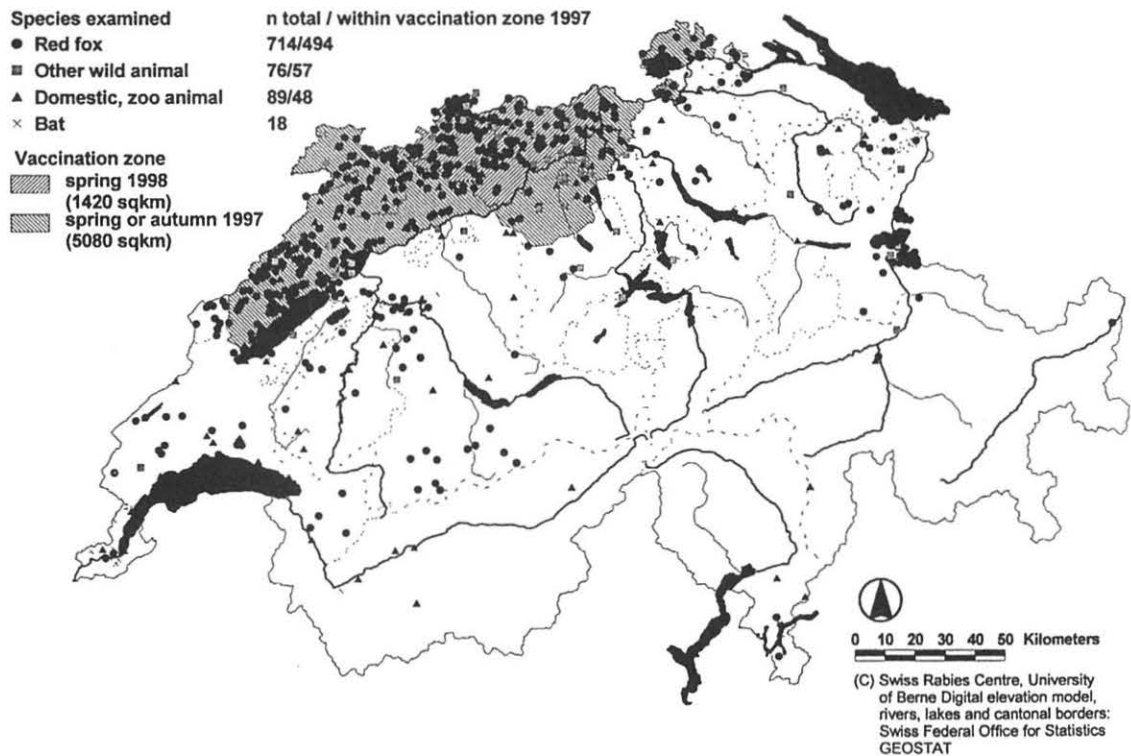 Species examined n total / within vaccination zone 1997
Red fox 714/494
Other wild animal 76/57
Domestic, zoo animal 89/48
Bat 18
Vaccination zone
spring 1998
(1420 sqkm)
spring or autumn 1997
(5080 sqkm)
0 10 20 30 40 50 Kilometers
(C) Swiss Rabies Centre, University
of Berne Digital elevation model,
rivers, lakes and cantonal borders:
Swiss Federal Office for Statistics
GEOSTAT